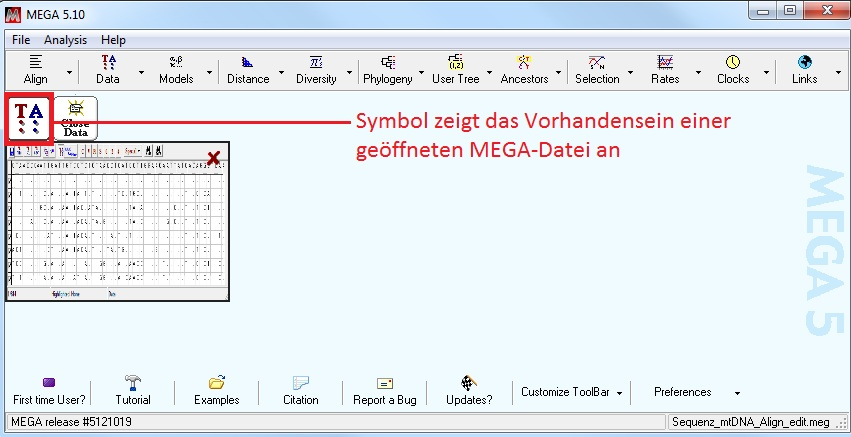 MEGA 5.10
File Analysis Help
Align Data Models Distance Diversity Phylogeny User Tree Ancestors Selection Rates Clocks Links
TA Close Data
Symbol zeigt das Vorhandensein einer
geöffneten MEGA-Datei an
MEGA 5
First time User? Tutorial Examples Citation Report a Bug Updates? Customize ToolBar Preferences
MEGA release #5121019 Sequenz_mtDNA_Align_edit.meg